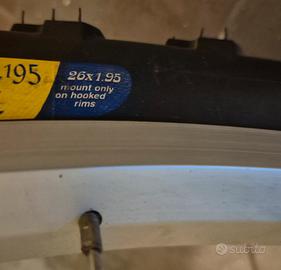 .195
26x1.95
mount only
on hooked
rims
subito